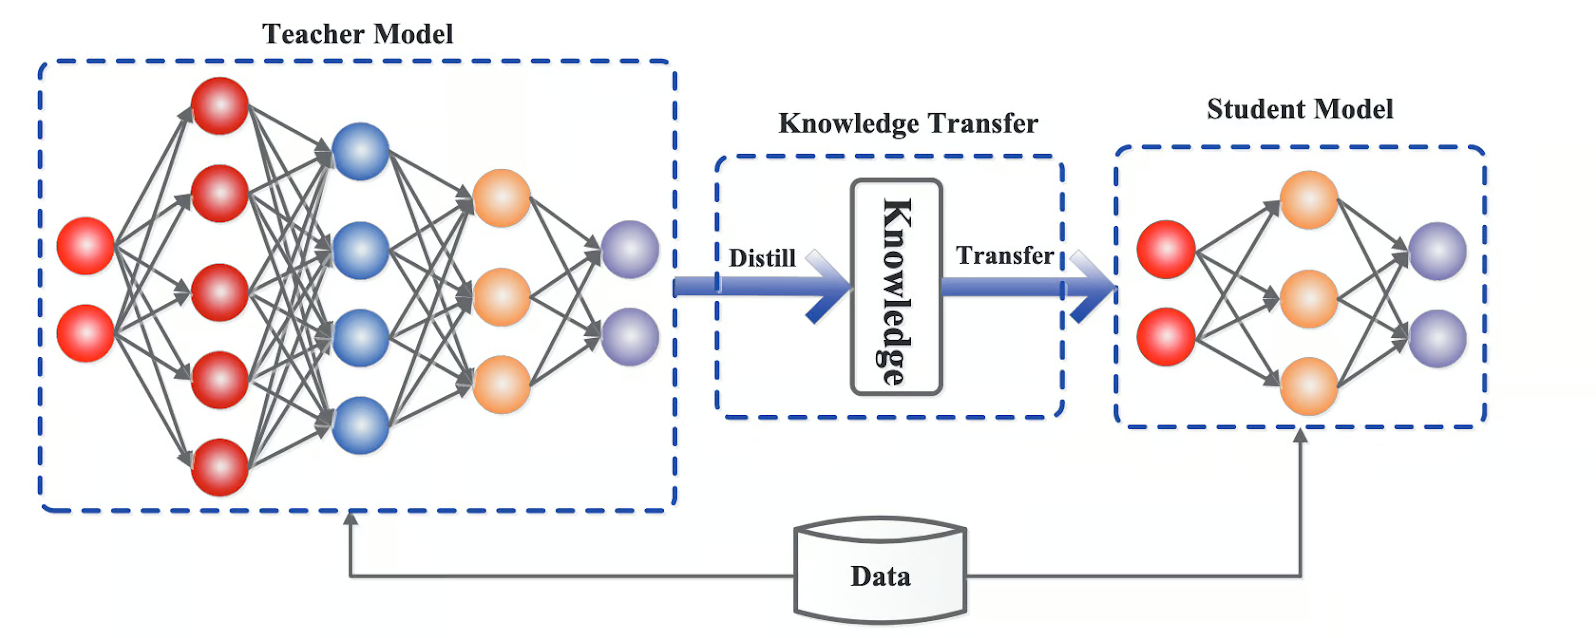 Teacher Model
Knowledge Transfer
Student Model
Distill
Knowledge
Transfer
Data